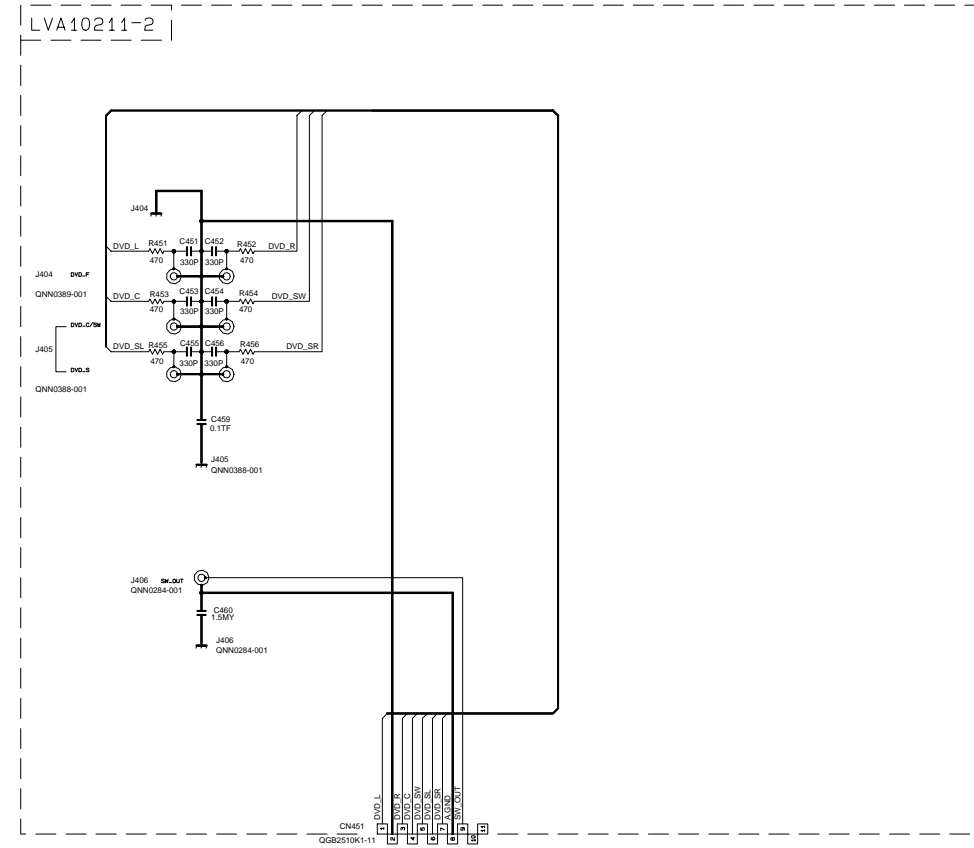 LVA10211-2
J404
DVD_L R451 C451 C452 R452 DVD_R
470 330P 330P 470
J404 DVD_F
QNN0389-001
DVD_C R453 C453 C454 R454 DVD_SW
470 330P 330P 470
DVD_C/SW
J405
DVD_SL R455 C455 C456 R456 DVD_SR
470 330P 330P 470
DVD_S
QNN0388-001
C459
0.1TF
J405
QNN0388-001
J406 SW_OUT
QNN0284-001
C460
1.5MY
J406
QNN0284-001
DVD_L
DVD_R
DVD_C
DVD_SW
DVD_SL
DVD_SR
A.GND
SW_OUT
CN451 1 3 5 7 9 11
QGB2510K1-11 2 4 6 8 10